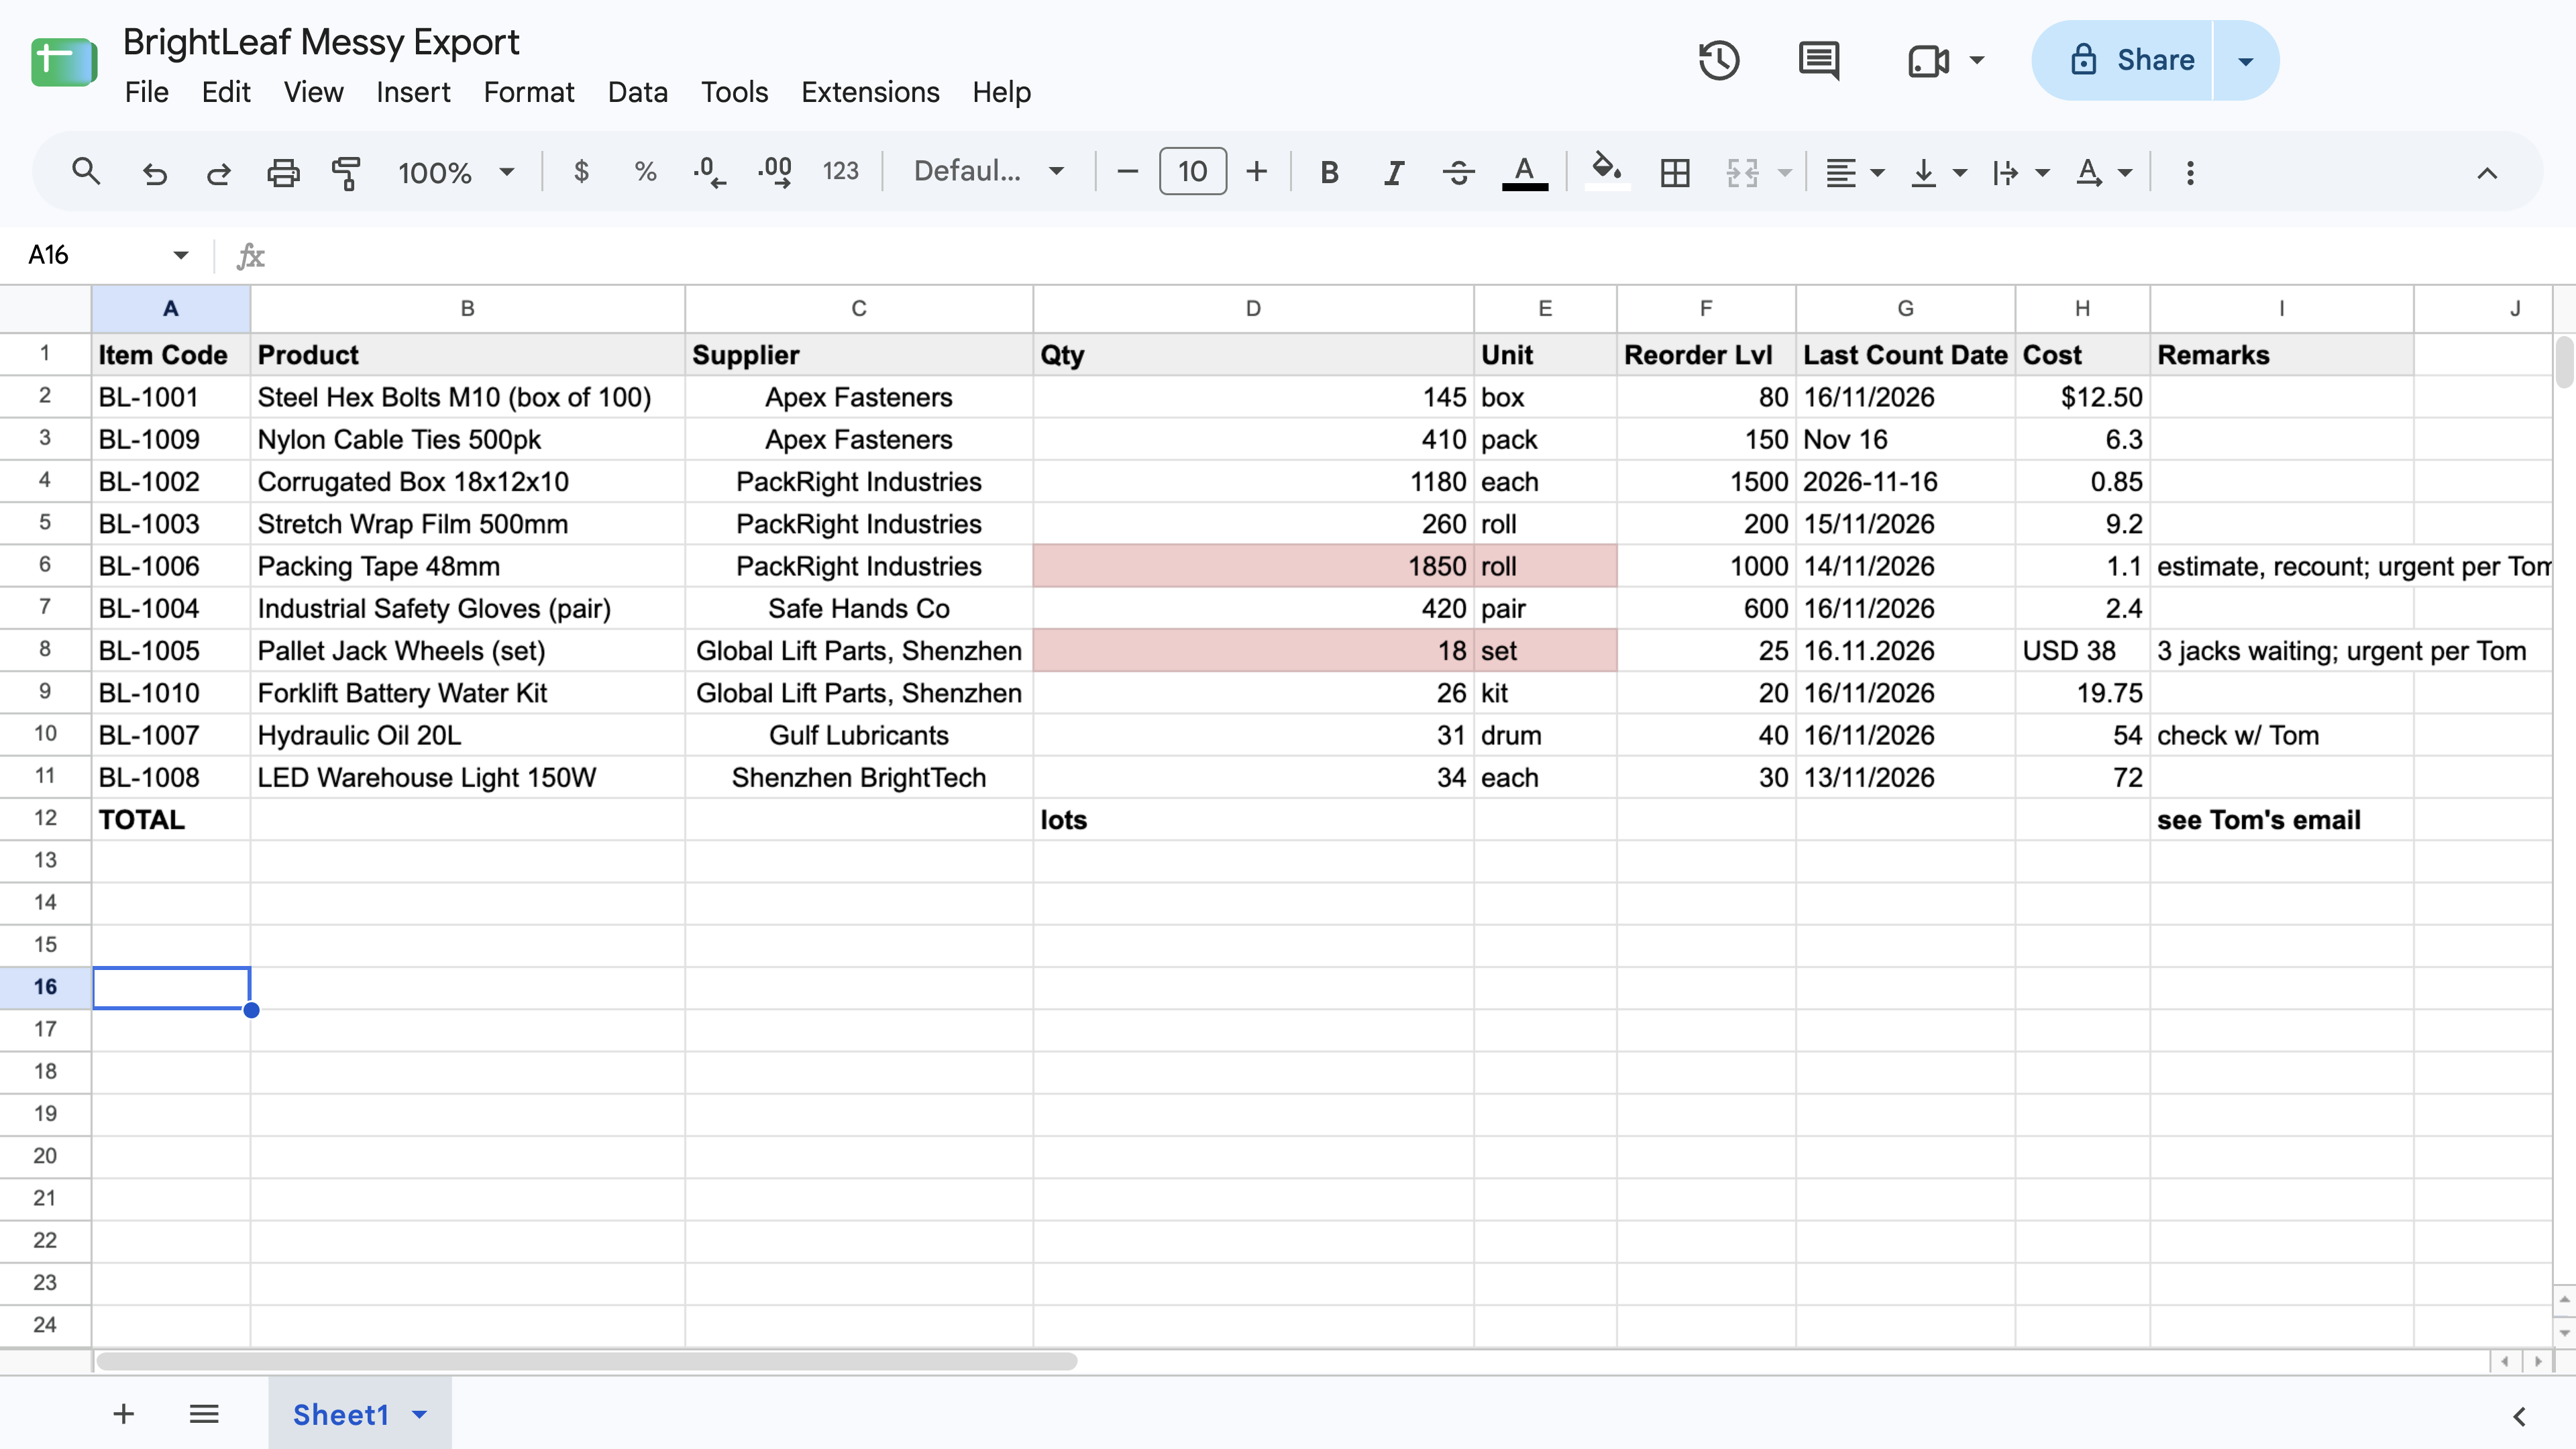 BrightLeaf Messy Export
File Edit View Insert Format Data Tools Extensions Help
Share
100% $ % .0 .00 123 Defaul... 10 B I S A A
A16 fx
A B C D E F G H I J
1 Item Code Product Supplier Qty Unit Reorder Lvl Last Count Date Cost Remarks
2 BL-1001 Steel Hex Bolts M10 (box of 100) Apex Fasteners 145 box 80 16/11/2026 $12.50
3 BL-1009 Nylon Cable Ties 500pk Apex Fasteners 410 pack 150 Nov 16 6.3
4 BL-1002 Corrugated Box 18x12x10 PackRight Industries 1180 each 1500 2026-11-16 0.85
5 BL-1003 Stretch Wrap Film 500mm PackRight Industries 260 roll 200 15/11/2026 9.2
6 BL-1006 Packing Tape 48mm PackRight Industries 1850 roll 1000 14/11/2026 1.1 estimate, recount; urgent per Tom
7 BL-1004 Industrial Safety Gloves (pair) Safe Hands Co 420 pair 600 16/11/2026 2.4
8 BL-1005 Pallet Jack Wheels (set) Global Lift Parts, Shenzhen 18 set 25 16.11.2026 USD 38 3 jacks waiting; urgent per Tom
9 BL-1010 Forklift Battery Water Kit Global Lift Parts, Shenzhen 26 kit 20 16/11/2026 19.75
10 BL-1007 Hydraulic Oil 20L Gulf Lubricants 31 drum 40 16/11/2026 54 check w/ Tom
11 BL-1008 LED Warehouse Light 150W Shenzhen BrightTech 34 each 30 13/11/2026 72
12 TOTAL lots see Tom's email
13
14
15
16
17
18
19
20
21
22
23
24
Sheet1